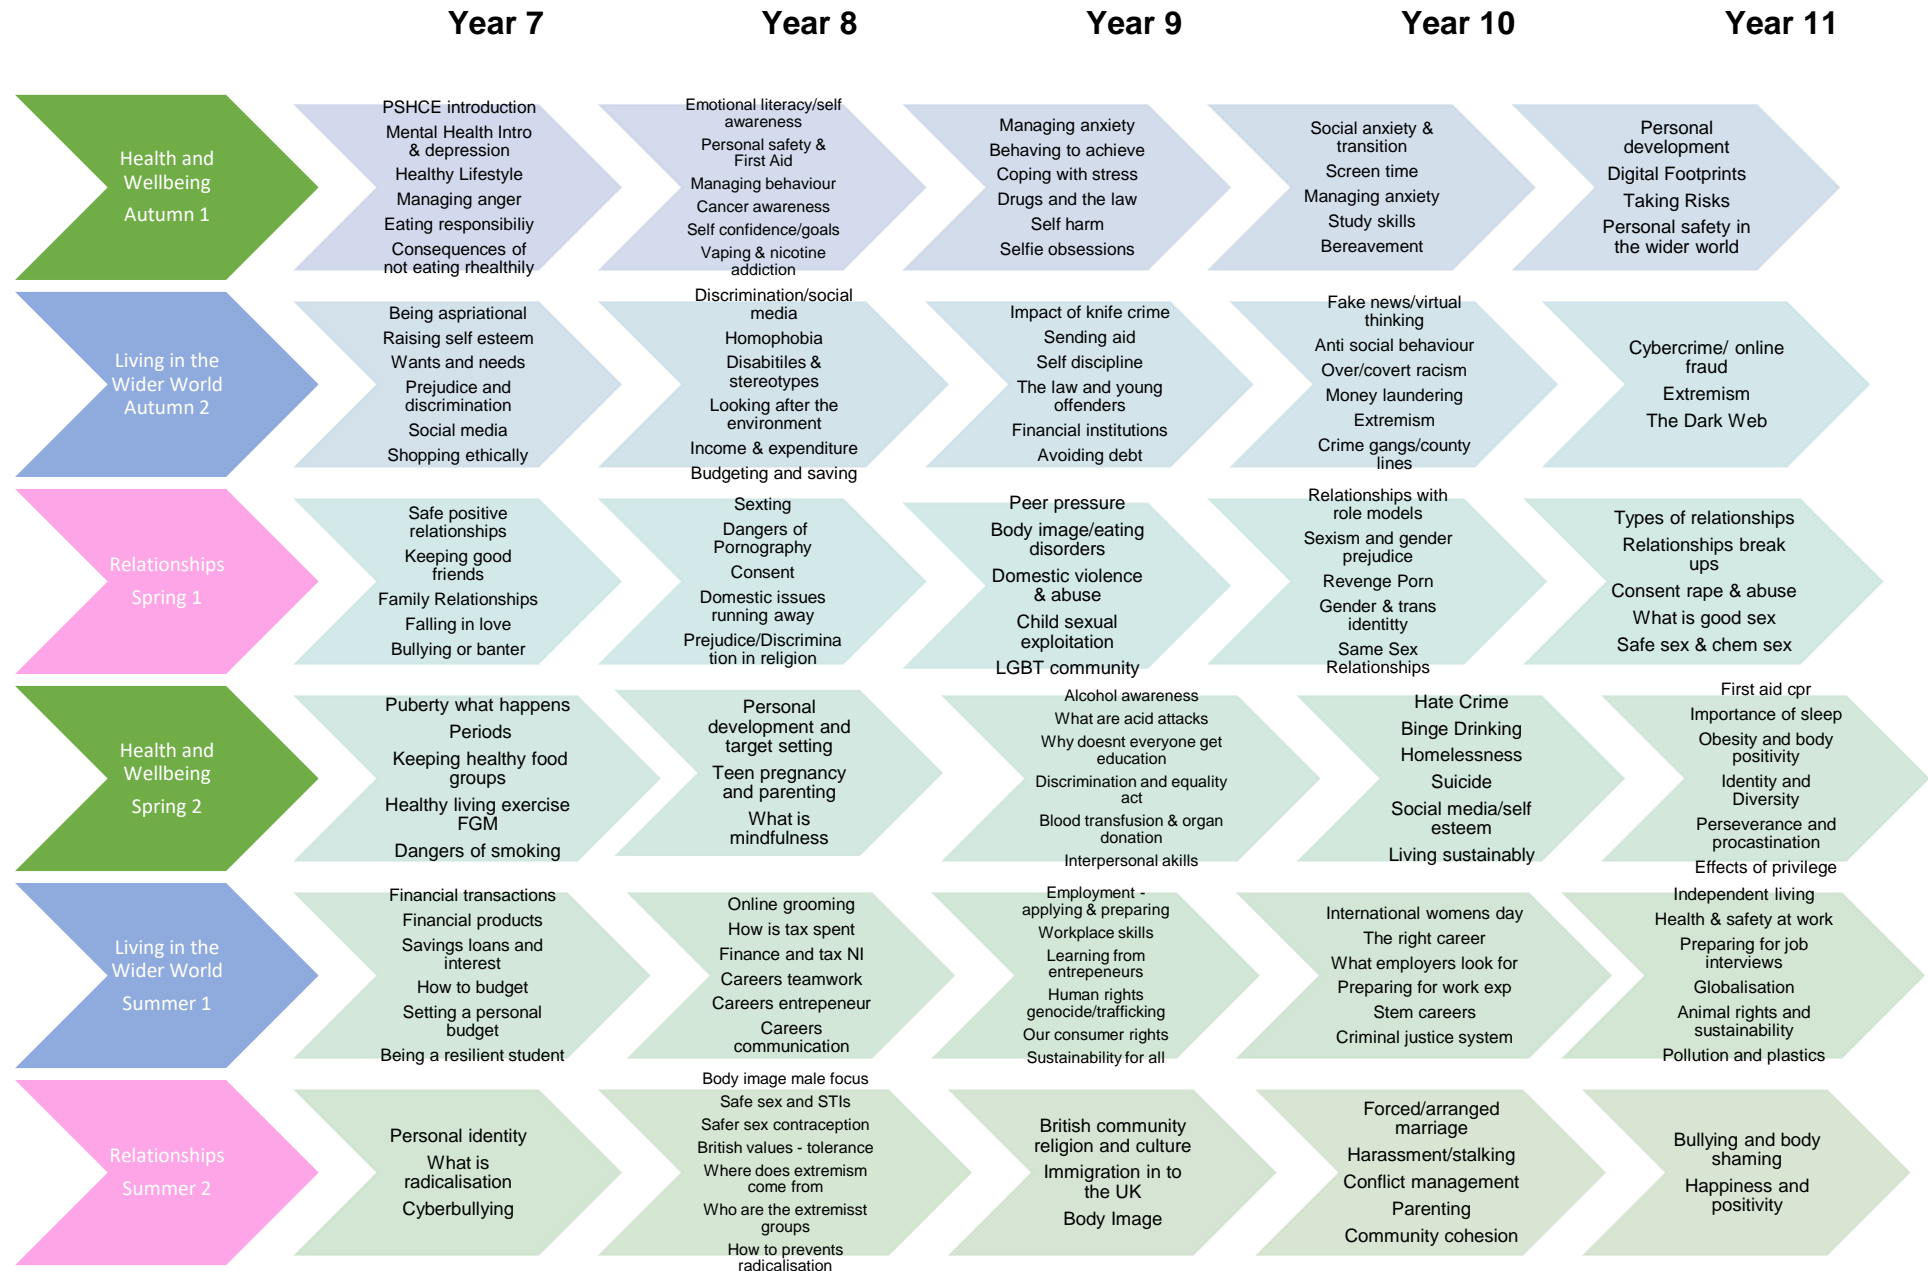 Year 7
Year 8
Year 9
Year 10
Year 11
Health and
Wellbeing
Autumn 1
PSHCE introduction
Mental Health Intro
& depression
Healthy Lifestyle
Managing anger
Eating responsibiliy
Consequences of
not eating rhealthily
Emotional literacy/self
awareness
Personal safety &
First Aid
Managing behaviour
Cancer awareness
Self confidence/goals
Vaping & nicotine
addiction
Managing anxiety
Behaving to achieve
Coping with stress
Drugs and the law
Self harm
Selfie obsessions
Social anxiety &
transition
Screen time
Managing anxiety
Study skills
Bereavement
Personal
development
Digital Footprints
Taking Risks
Personal safety in
the wider world
Living in the
Wider World
Autumn 2
Being aspriational
Raising self esteem
Wants and needs
Prejudice and
discrimination
Social media
Shopping ethically
Discrimination/social
media
Homophobia
Disabitiles &
stereotypes
Looking after the
environment
Income & expenditure
Budgeting and saving
Impact of knife crime
Sending aid
Self discipline
The law and young
offenders
Financial institutions
Avoiding debt
Fake news/virtual
thinking
Anti social behaviour
Over/covert racism
Money laundering
Extremism
Crime gangs/county
lines
Cybercrime/ online
fraud
Extremism
The Dark Web
Relationships
Spring 1
Safe positive
relationships
Keeping good
friends
Family Relationships
Falling in love
Bullying or banter
Sexting
Dangers of
Pornography
Consent
Domestic issues
running away
Prejudice/Discrimina
tion in religion
Peer pressure
Body image/eating
disorders
Domestic violence
& abuse
Child sexual
exploitation
LGBT community
Relationships with
role models
Sexism and gender
prejudice
Revenge Porn
Gender & trans
identitty
Same Sex
Relationships
Types of relationships
Relationships break
ups
Consent rape & abuse
What is good sex
Safe sex & chem sex
Health and
Wellbeing
Spring 2
Puberty what happens
Periods
Keeping healthy food
groups
Healthy living exercise
FGM
Dangers of smoking
Personal
development and
target setting
Teen pregnancy
and parenting
What is
mindfulness
Alcohol awareness
What are acid attacks
Why doesnt everyone get
education
Discrimination and equality
act
Blood transfusion & organ
donation
Interpersonal akills
Hate Crime
Binge Drinking
Homelessness
Suicide
Social media/self
esteem
Living sustainably
First aid cpr
Importance of sleep
Obesity and body
positivity
Identity and
Diversity
Perseverance and
procastination
Effects of privilege
Living in the
Wider World
Summer 1
Financial transactions
Financial products
Savings loans and
interest
How to budget
Setting a personal
budget
Being a resilient student
Online grooming
How is tax spent
Finance and tax NI
Careers teamwork
Careers entrepeneur
Careers
communication
Employment -
applying & preparing
Workplace skills
Learning from
entrepeneurs
Human rights
genocide/trafficking
Our consumer rights
Sustainability for all
International womens day
The right career
What employers look for
Preparing for work exp
Stem careers
Criminal justice system
Independent living
Health & safety at work
Preparing for job
interviews
Globalisation
Animal rights and
sustainability
Pollution and plastics
Relationships
Summer 2
Personal identity
What is
radicalisation
Cyberbullying
Body image male focus
Safe sex and STIs
Safer sex contraception
British values - tolerance
Where does extremism
come from
Who are the extremisst
groups
How to prevents
radicalisation
British community
religion and culture
Immigration in to
the UK
Body Image
Forced/arranged
marriage
Harassment/stalking
Conflict management
Parenting
Community cohesion
Bullying and body
shaming
Happiness and
positivity